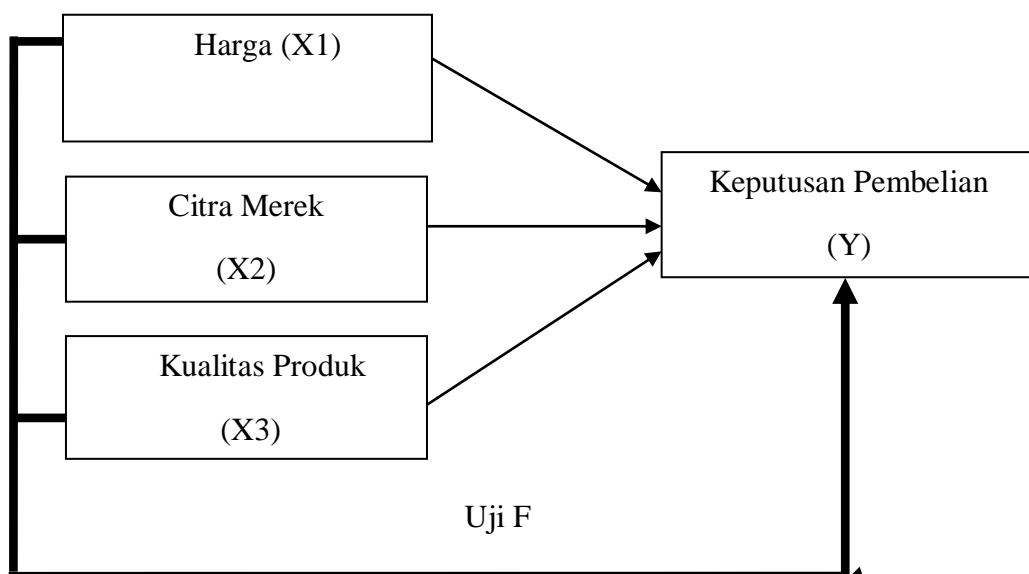 Harga (X1)
Citra Merek
(X2)
Kualitas Produk
(X3)
Keputusan Pembelian
(Y)
Uji F